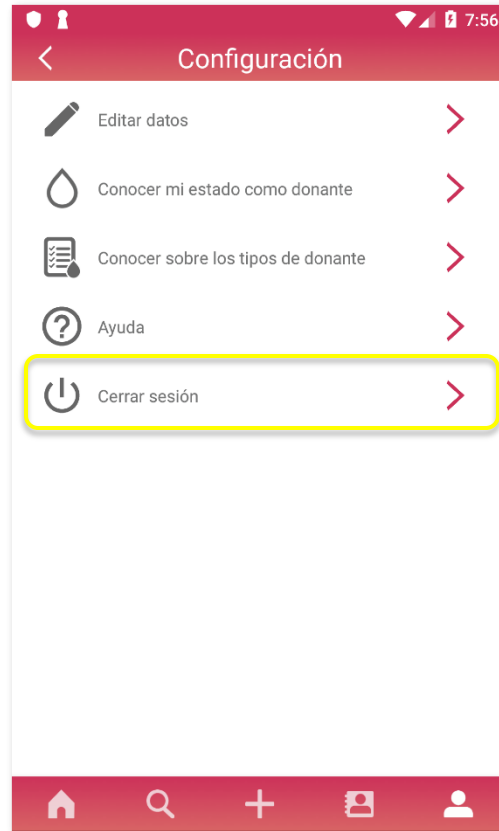 7:56
Configuración
Editar datos
Conocer mi estado como donante
Conocer sobre los tipos de donante
Ayuda
Cerrar sesión